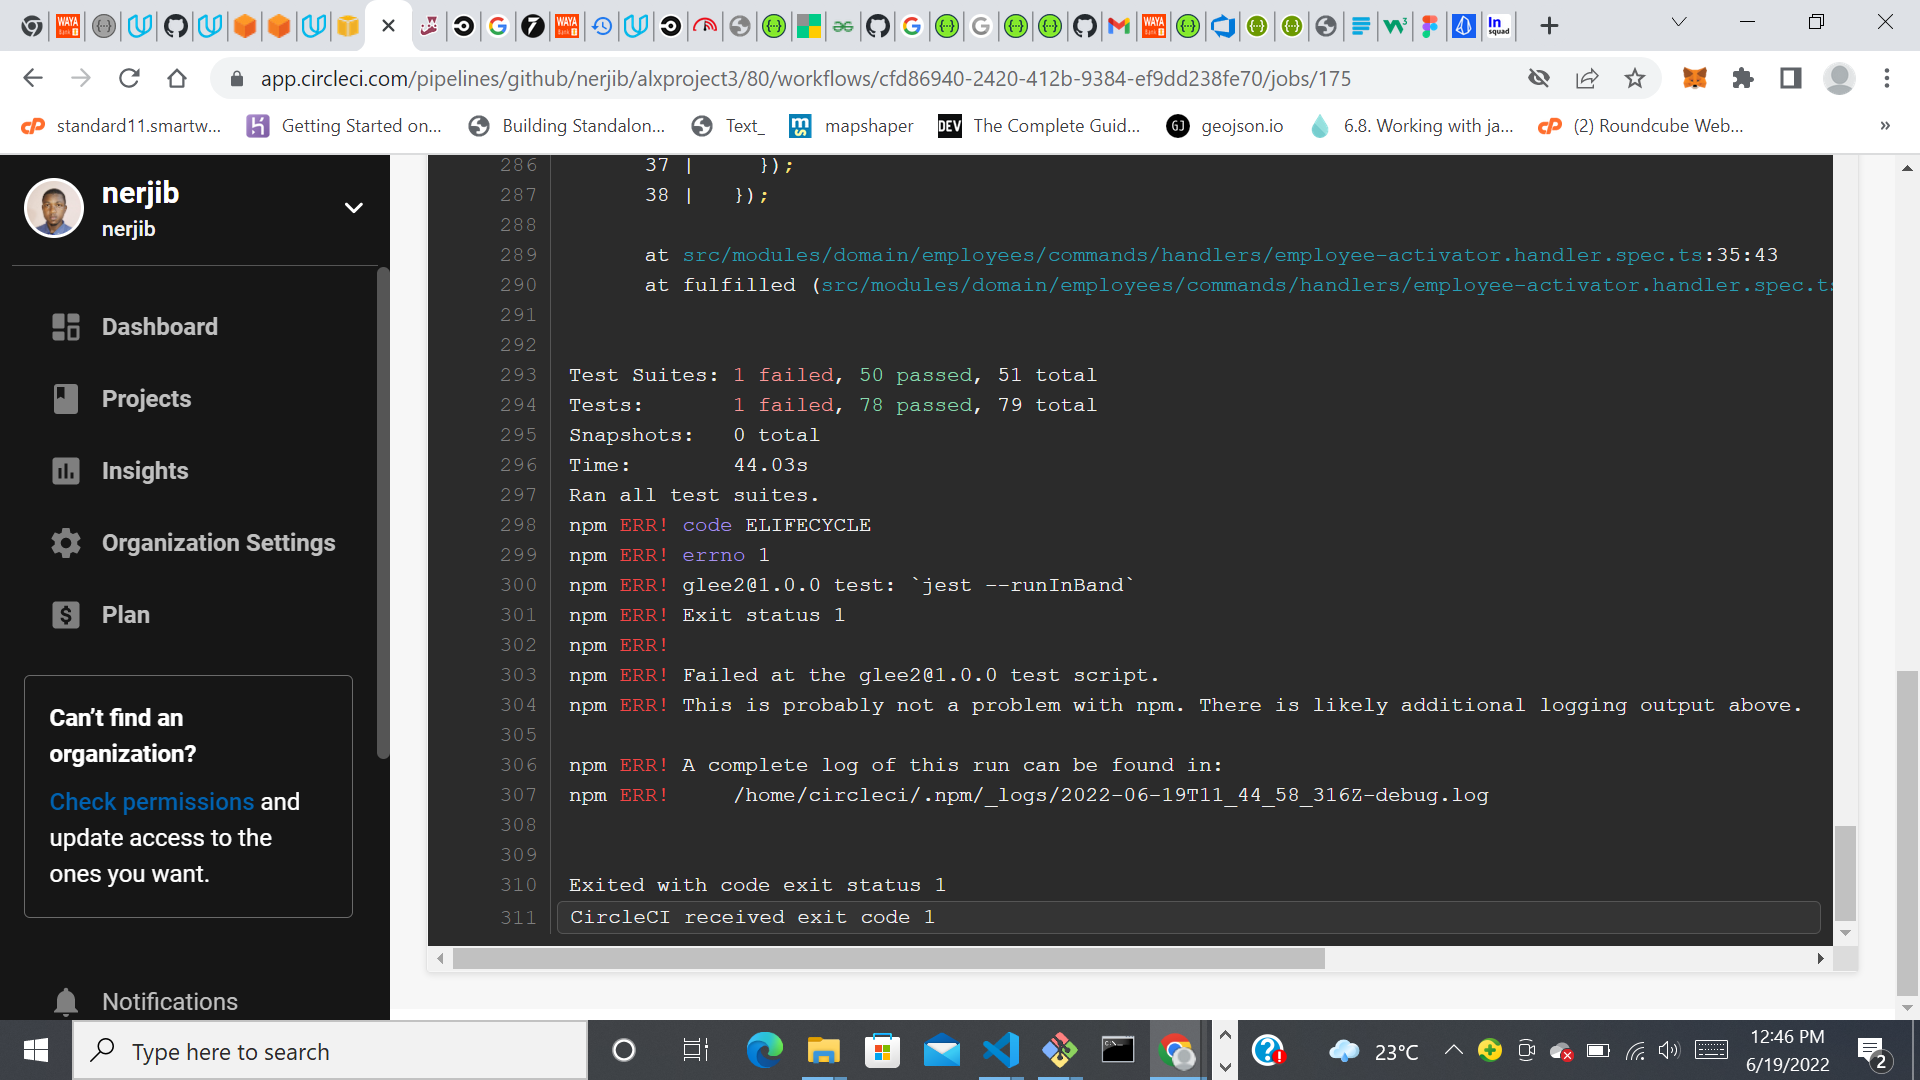 app.circleci.com/pipelines/github/nerjib/alxproject3/80/workflows/cfd86940-2420-412b-9384-ef9dd238fe70/jobs/175
standard11.smartw...
Getting Started on...
Building Standalon...
Text_
mapshaper
The Complete Guid...
geojson.io
6.8. Working with ja...
(2) Roundcube Web...
»
nerjib
nerjib
Dashboard
Projects
Insights
Organization Settings
Plan
Can't find an
organization?
Check permissions and
update access to the
ones you want.
Notifications
286 37 | });
287 38 | });
288
289 at src/modules/domain/employees/commands/handlers/employee-activator.handler.spec.ts:35:43
290 at fulfilled (src/modules/domain/employees/commands/handlers/employee-activator.handler.spec.ts
291
292
293 Test Suites: 1 failed, 50 passed, 51 total
294 Tests: 1 failed, 78 passed, 79 total
295 Snapshots: 0 total
296 Time: 44.03s
297 Ran all test suites.
298 npm ERR! code ELIFECYCLE
299 npm ERR! errno 1
300 npm ERR! glee2@1.0.0 test: `jest --runInBand`
301 npm ERR! Exit status 1
302 npm ERR!
303 npm ERR! Failed at the glee2@1.0.0 test script.
304 npm ERR! This is probably not a problem with npm. There is likely additional logging output above.
305
306 npm ERR! A complete log of this run can be found in:
307 npm ERR! /home/circleci/.npm/_logs/2022-06-19T11_44_58_316Z-debug.log
308
309
310 Exited with code exit status 1
311 CircleCI received exit code 1
Type here to search
23°C
12:46 PM
6/19/2022
2